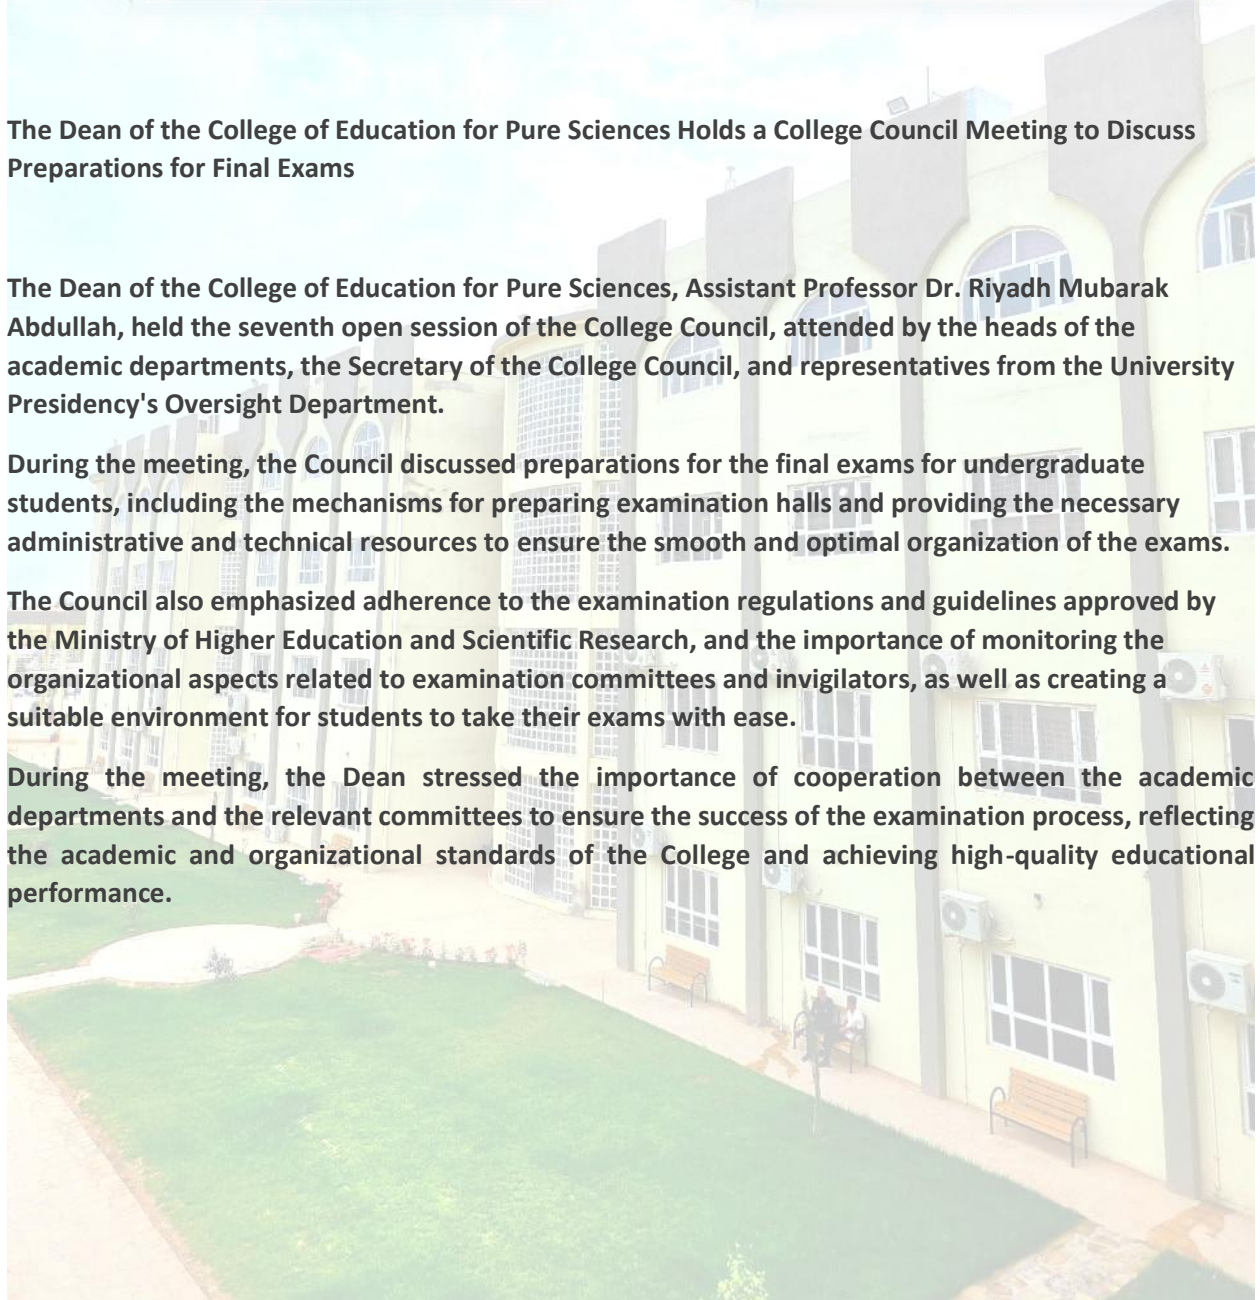 The Dean of the College of Education for Pure Sciences Holds a College Council Meeting to Discuss
Preparations for Final Exams
The Dean of the College of Education for Pure Sciences, Assistant Professor Dr. Riyadh Mubarak
Abdullah, held the seventh open session of the College Council, attended by the heads of the
academic departments, the Secretary of the College Council, and representatives from the University
Presidency's Oversight Department.
During the meeting, the Council discussed preparations for the final exams for undergraduate
students, including the mechanisms for preparing examination halls and providing the necessary
administrative and technical resources to ensure the smooth and optimal organization of the exams.
The Council also emphasized adherence to the examination regulations and guidelines approved by
the Ministry of Higher Education and Scientific Research, and the importance of monitoring the
organizational aspects related to examination committees and invigilators, as well as creating a
suitable environment for students to take their exams with ease.
During the meeting, the Dean stressed the importance of cooperation between the academic
departments and the relevant committees to ensure the success of the examination process, reflecting
the academic and organizational standards of the College and achieving high-quality educational
performance.